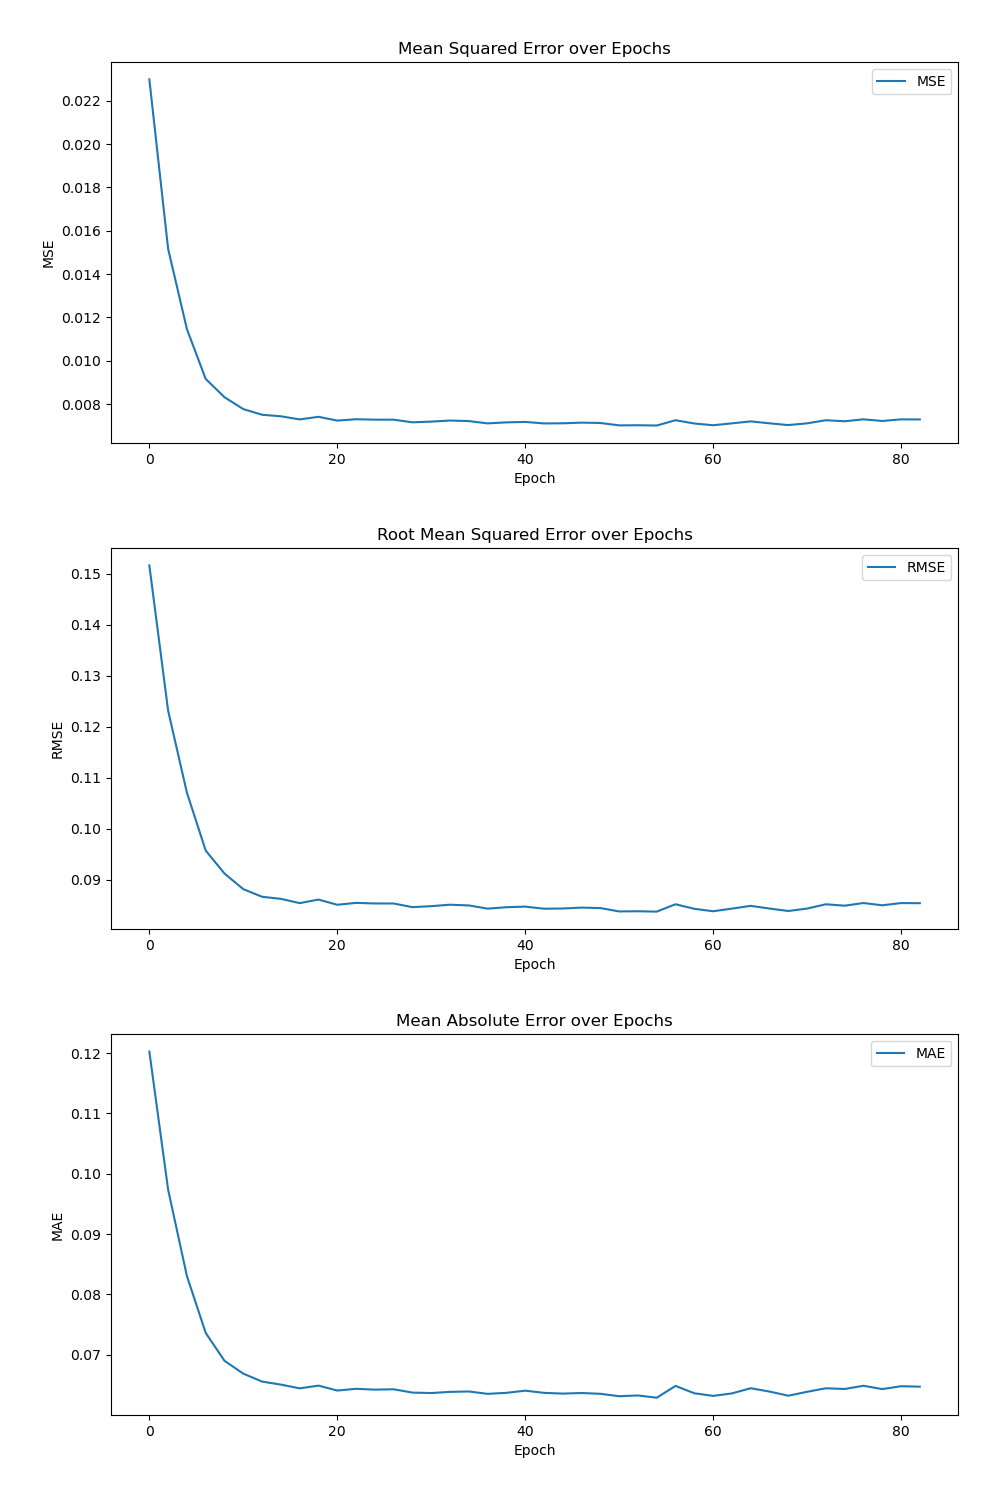 Mean Squared Error over Epochs
MSE
0.022
0.020
0.018
0.016
0.014
0.012
0.010
0.008
MSE
0 20 40 60 80
Epoch
Root Mean Squared Error over Epochs
RMSE
0.15
0.14
0.13
0.12
0.11
0.10
0.09
RMSE
0 20 40 60 80
Epoch
Mean Absolute Error over Epochs
MAE
0.12
0.11
0.10
0.09
0.08
0.07
MAE
0 20 40 60 80
Epoch